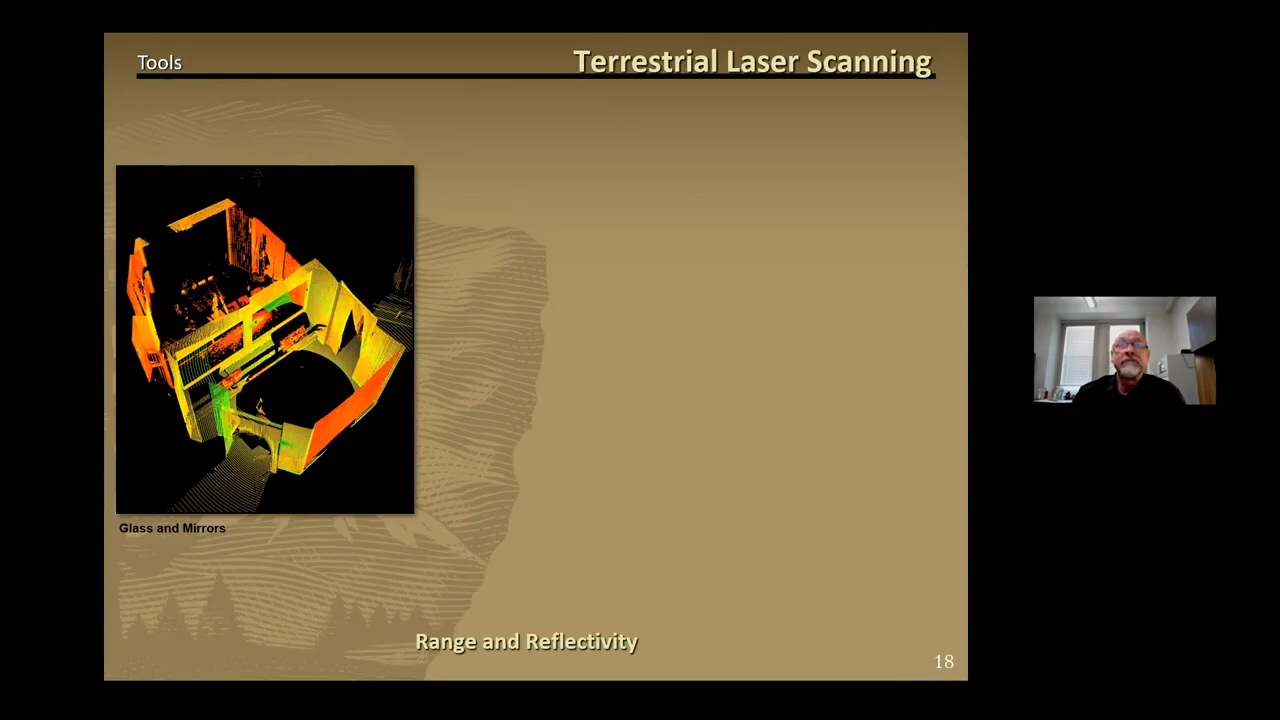 Tools
Terrestrial Laser Scanning
Glass and Mirrors
Range and Reflectivity
18